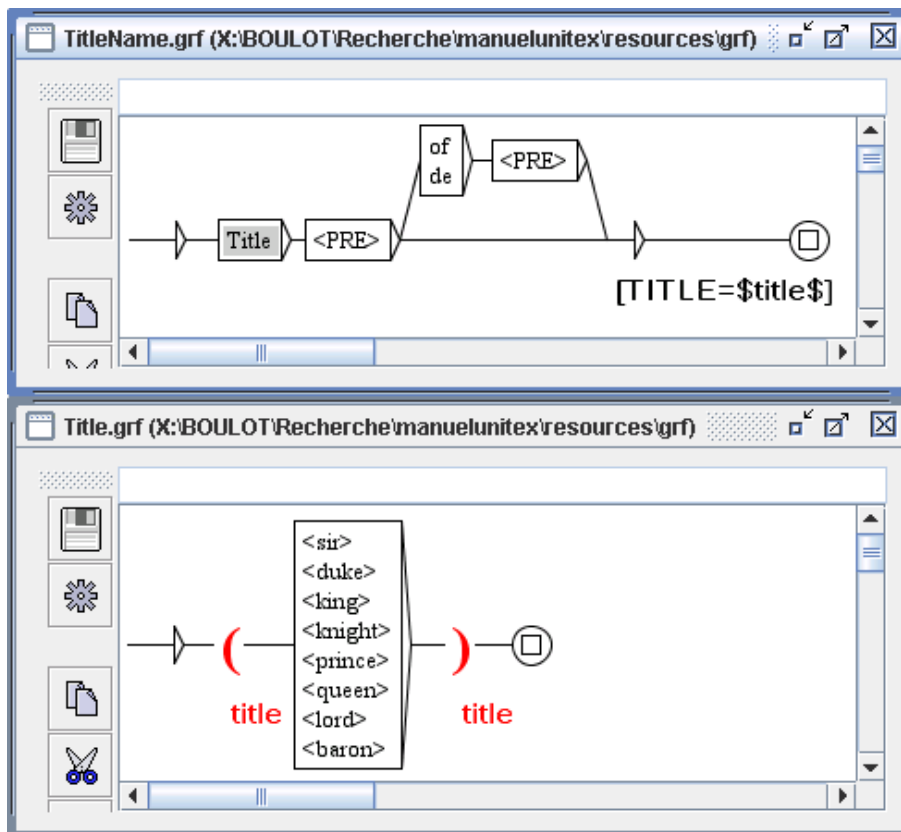 TitleName.grf (X:\BOULOT\Recherche\manuelunitex\resources\grf)
of
de
<PRE>
Title
<PRE>
[TITLE=$title$]
Title.grf (X:\BOULOT\Recherche\manuelunitex\resources\grf)
<sir>
<duke>
<king>
<knight>
<prince>
<queen>
<lord>
<baron>
( )
title title